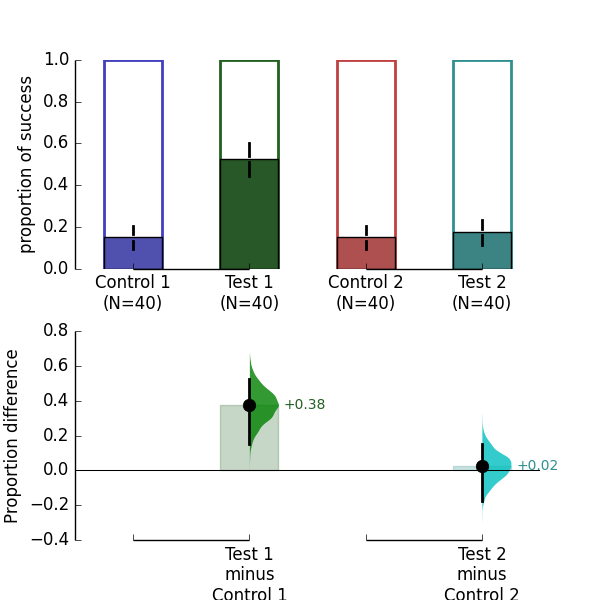 proportion of success
1.0
0.8
0.6
0.4
0.2
0.0
Control 1
(N=40)
Test 1
(N=40)
Control 2
(N=40)
Test 2
(N=40)
Proportion difference
0.8
0.6
0.4
0.2
0.0
−0.2
−0.4
+0.38
+0.02
Test 1
minus
Control 1
Test 2
minus
Control 2